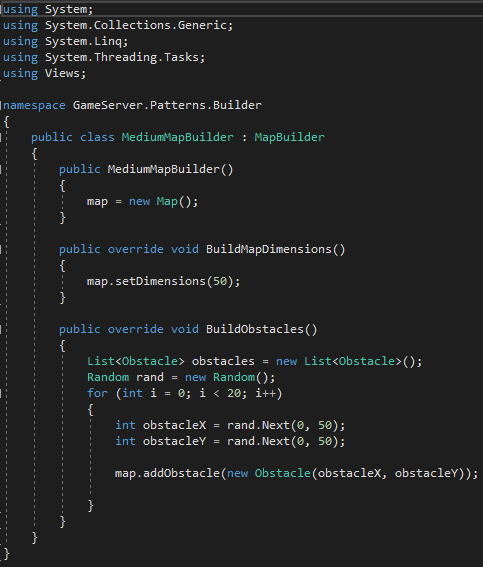 using System;
using System.Collections.Generic;
using System.Linq;
using System.Threading.Tasks;
using Views;

namespace GameServer.Patterns.Builder
{
    public class MediumMapBuilder : MapBuilder
    {
        public MediumMapBuilder()
        {
            map = new Map();
        }

        public override void BuildMapDimensions()
        {
            map.setDimensions(50);
        }

        public override void BuildObstacles()
        {
            List<Obstacle> obstacles = new List<Obstacle>();
            Random rand = new Random();
            for (int i = 0; i < 20; i++)
            {
                int obstacleX = rand.Next(0, 50);
                int obstacleY = rand.Next(0, 50);

                map.addObstacle(new Obstacle(obstacleX, obstacleY));

            }
        }
    }
}